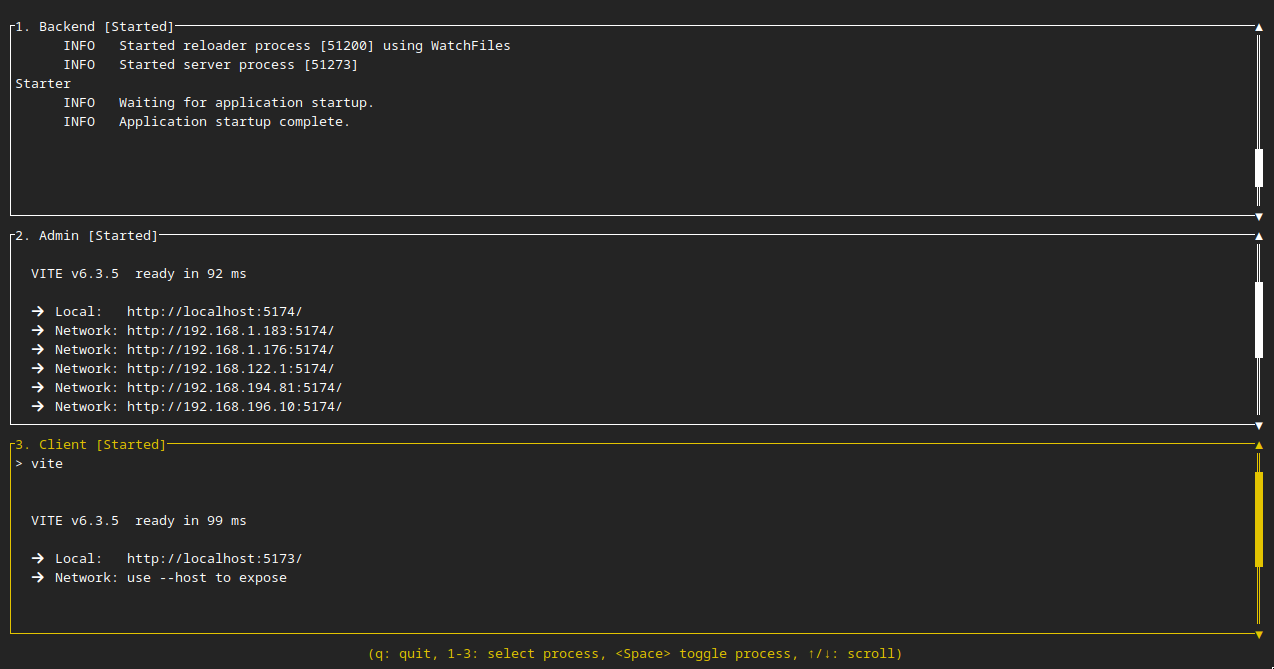 1. Backend [Started]
INFO   Started reloader process [51200] using WatchFiles
INFO   Started server process [51273]
Starter
INFO   Waiting for application startup.
INFO   Application startup complete.
2. Admin [Started]
VITE v6.3.5  ready in 92 ms
➜ Local:   http://localhost:5174/
➜ Network: http://192.168.1.183:5174/
➜ Network: http://192.168.1.176:5174/
➜ Network: http://192.168.122.1:5174/
➜ Network: http://192.168.194.81:5174/
➜ Network: http://192.168.196.10:5174/
3. Client [Started]
> vite
VITE v6.3.5  ready in 99 ms
➜ Local:   http://localhost:5173/
➜ Network: use --host to expose
(q: quit, 1-3: select process, <Space> toggle process, ↑/↓: scroll)